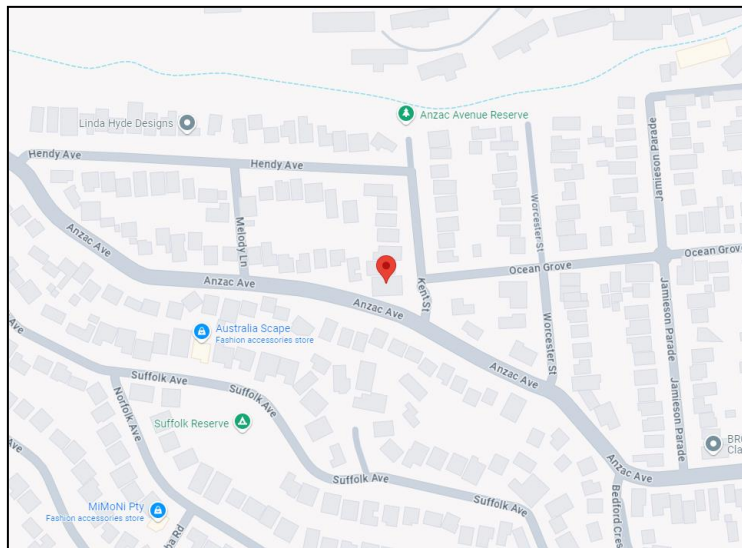 Linda Hyde Designs
Anzac Avenue Reserve
Hendy Ave
Hendy Ave
Jamieson Parade
Worcester St
Anzac Ave
Melody Ln
Ocean Grove
Ocean Grove
Anzac Ave
Kent St
Anzac Ave
Jamieson Parade
Australia Scape
Fashion accessories store
Worcester St
Suffolk Ave
Suffolk Ave
Anzac Ave
Jamieson Parade
Norfolk Ave
Suffolk Reserve
Anzac Ave
Suffolk Ave
Suffolk Ave
MiMoNi Pty
Fashion accessories store